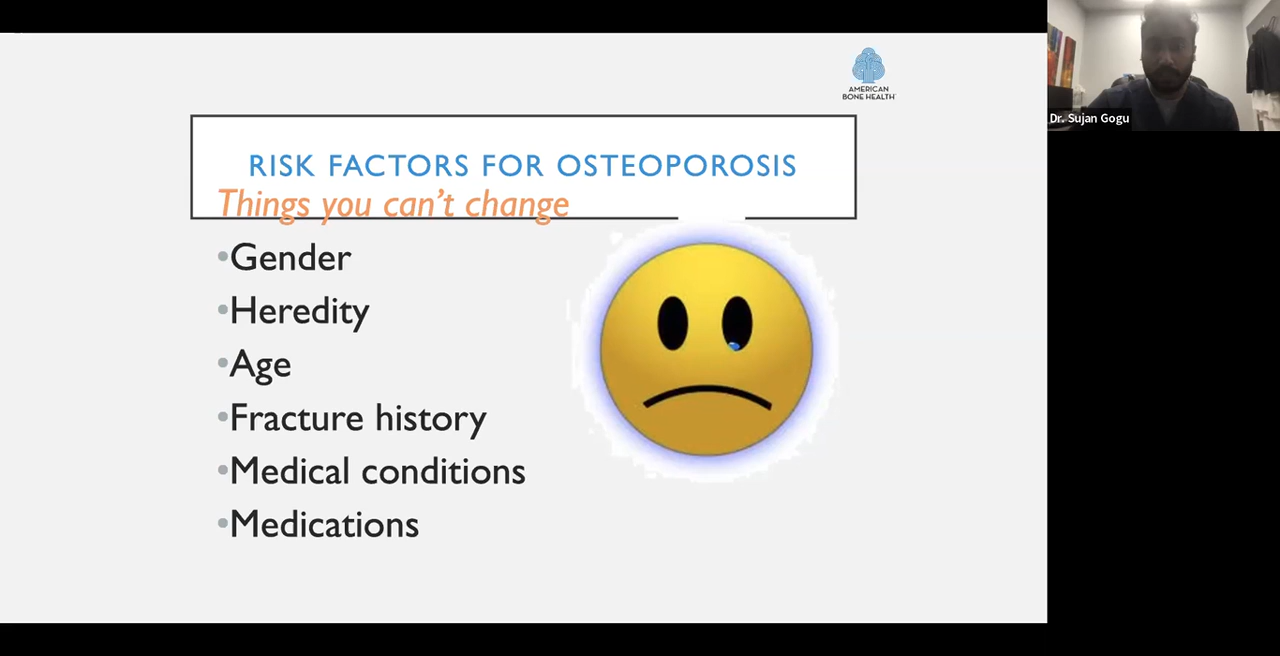 AMERICAN
BONE HEALTH
Dr. Sujan Gogu
RISK FACTORS FOR OSTEOPOROSIS
Things you can’t change
•Gender
•Heredity
•Age
•Fracture history
•Medical conditions
•Medications